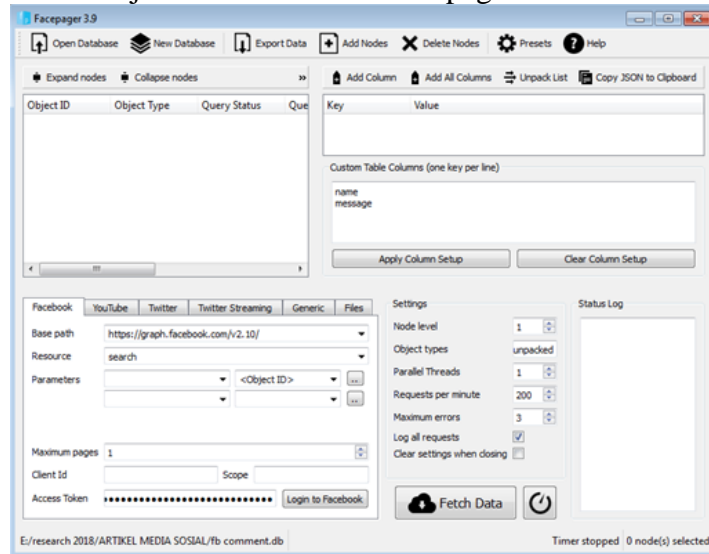 Facepager 3.9
Open Database New Database Export Data Add Nodes Delete Nodes Presets Help
Expand nodes Collapse nodes »
Add Column Add All Columns Unpack List Copy JSON to Clipboard
Object ID Object Type Query Status Que
Key Value
Custom Table Columns (one key per line)
name
message
Apply Column Setup Clear Column Setup
Facebook YouTube Twitter Twitter Streaming Generic Files
Base path https://graph.facebook.com/v2.10/
Resource search
Parameters <Object ID> ..
..
Maximum pages 1
Client Id Scope
Access Token •••••••••••••••••••••••••• Login to Facebook
Settings
Node level 1
Object types unpacked
Parallel Threads 1
Requests per minute 200
Maximum errors 3
Log all requests
Clear settings when closing
Fetch Data
Status Log
E:/research 2018/ARTIKEL MEDIA SOSIAL/fb comment.db
Timer stopped 0 node(s) selected